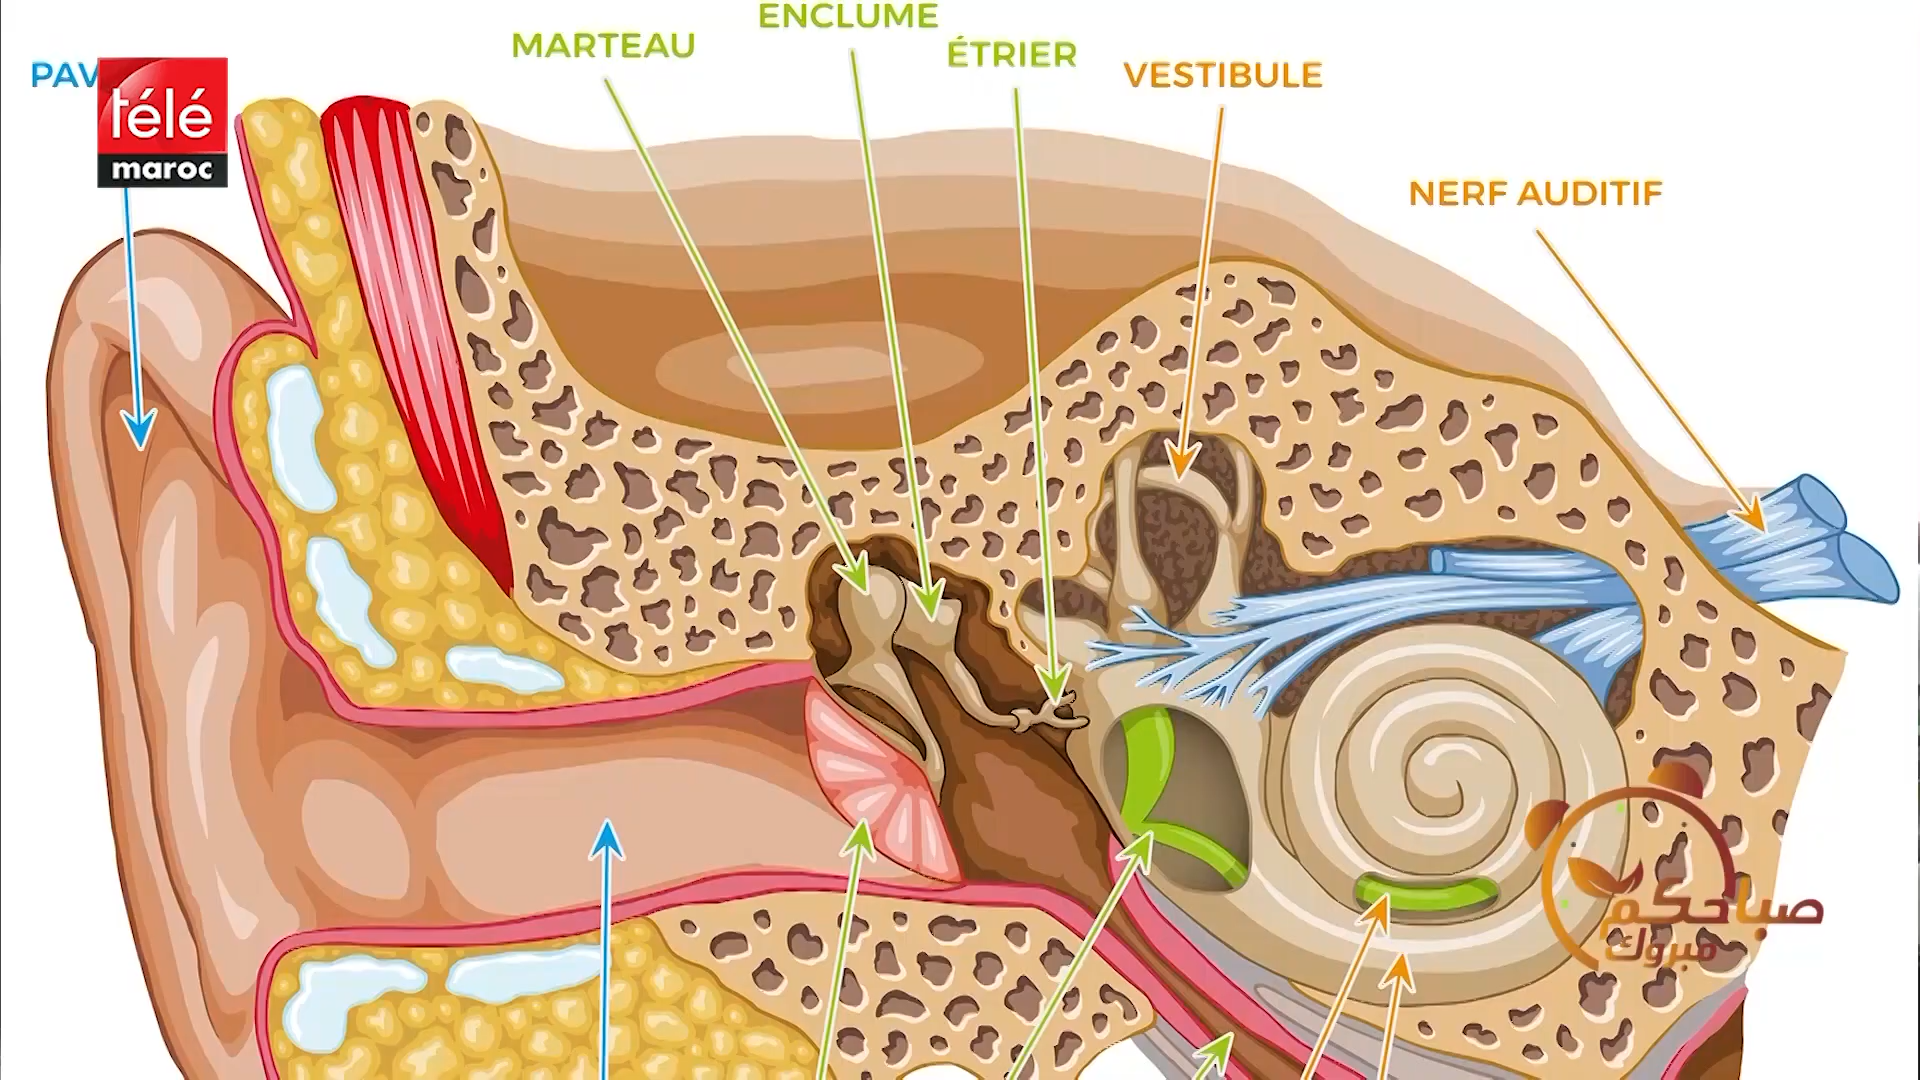 ENCLUME
MARTEAU
ÉTRIER
VESTIBULE
PAV
télé
maroc
NERF AUDITIF
صباحكم
مبروك